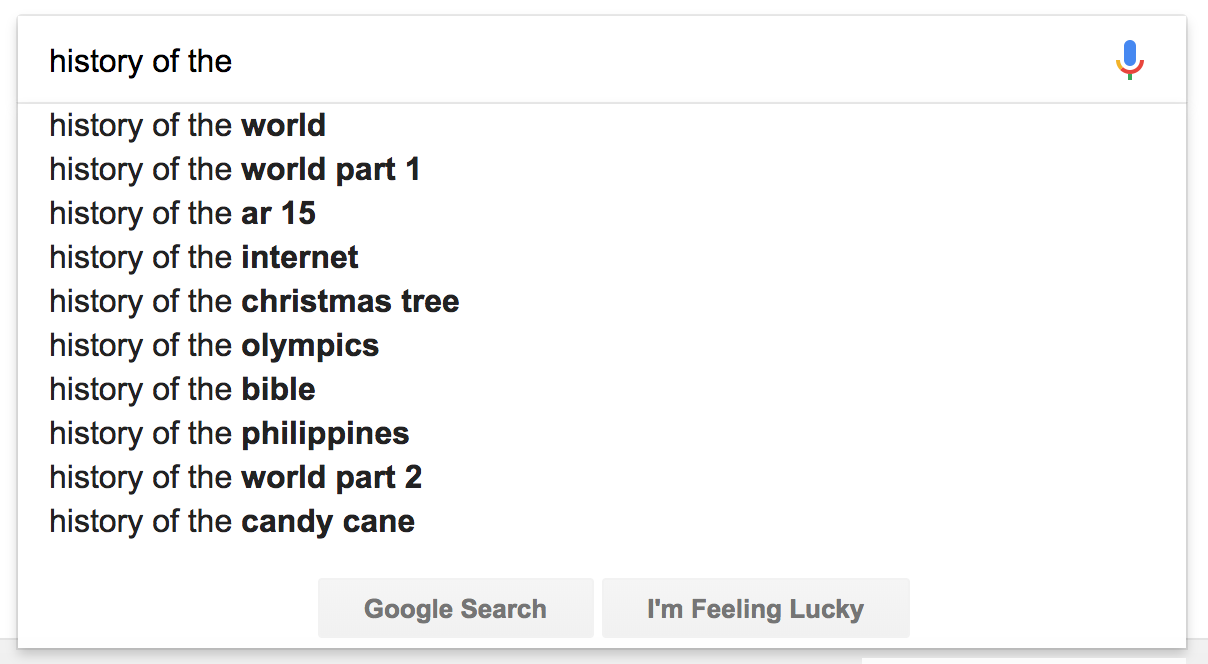 history of the
history of the world
history of the world part 1
history of the ar 15
history of the internet
history of the christmas tree
history of the olympics
history of the bible
history of the philippines
history of the world part 2
history of the candy cane
Google Search I'm Feeling Lucky